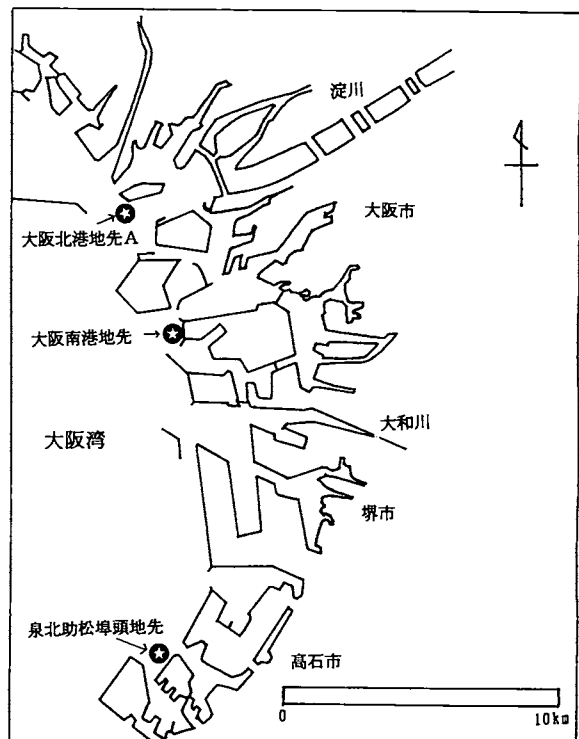 淀川
大阪市
大阪北港地先A
大阪南港地先
大和川
大阪湾
堺市
泉北助松埠頭地先
高石市
0 10km